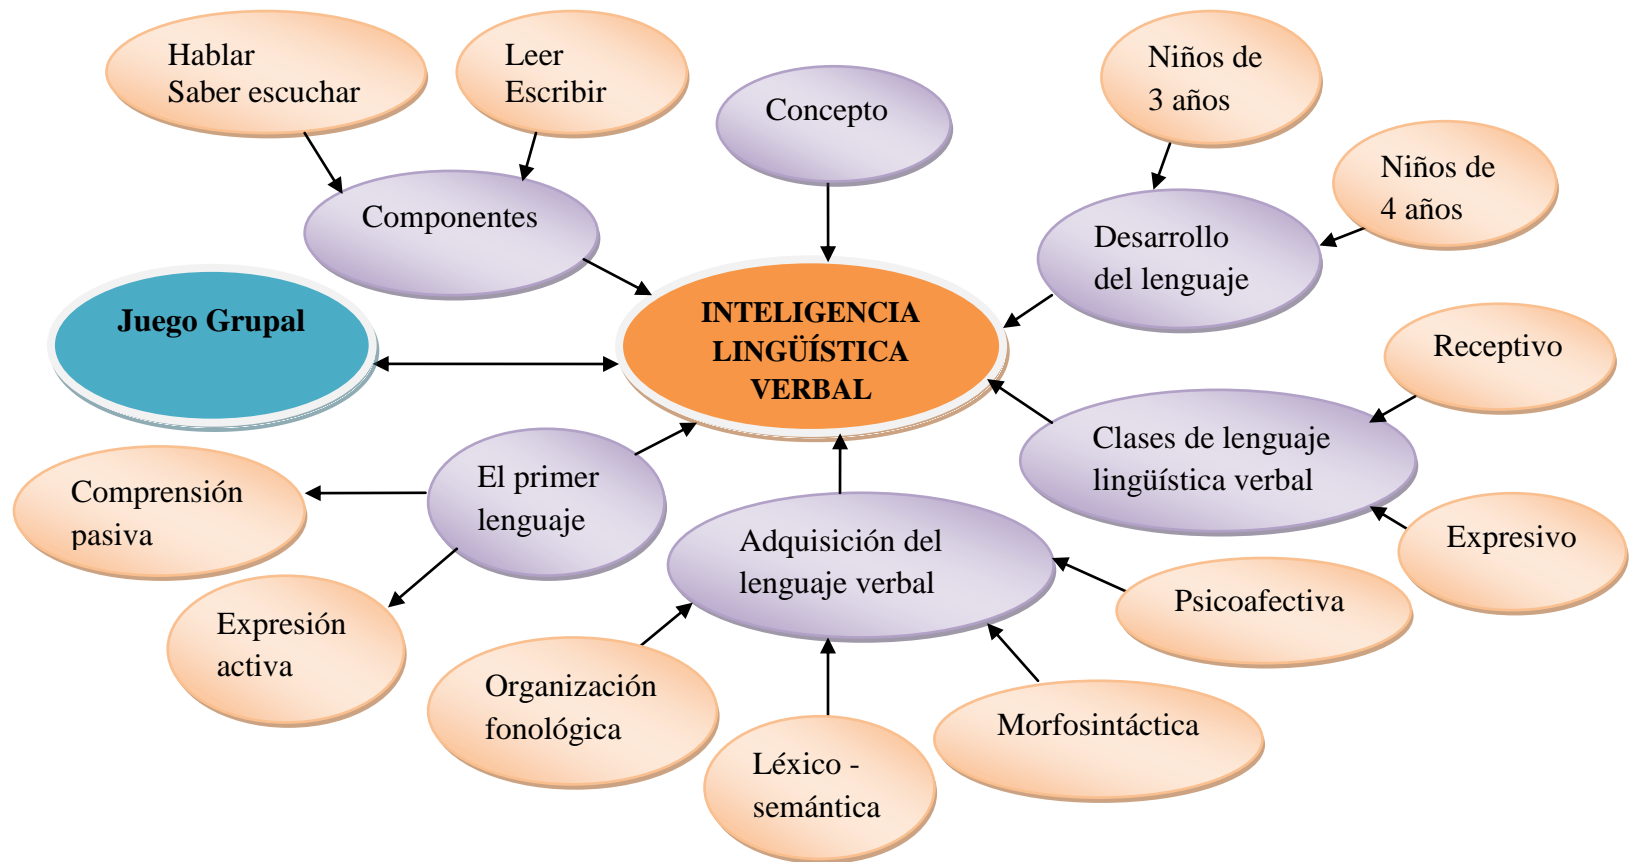 Hablar
Saber escuchar
Leer
Escribir
Concepto
Niños de
3 años
Niños de
4 años
Componentes
Desarrollo
del lenguaje
Juego Grupal
INTELIGENCIA
LINGÜÍSTICA
VERBAL
Receptivo
Clases de lenguaje
lingüística verbal
El primer
lenguaje
Comprensión
pasiva
Adquisición del
lenguaje verbal
Expresivo
Psicoafectiva
Expresión
activa
Organización
fonológica
Morfosintáctica
Léxico -
semántica